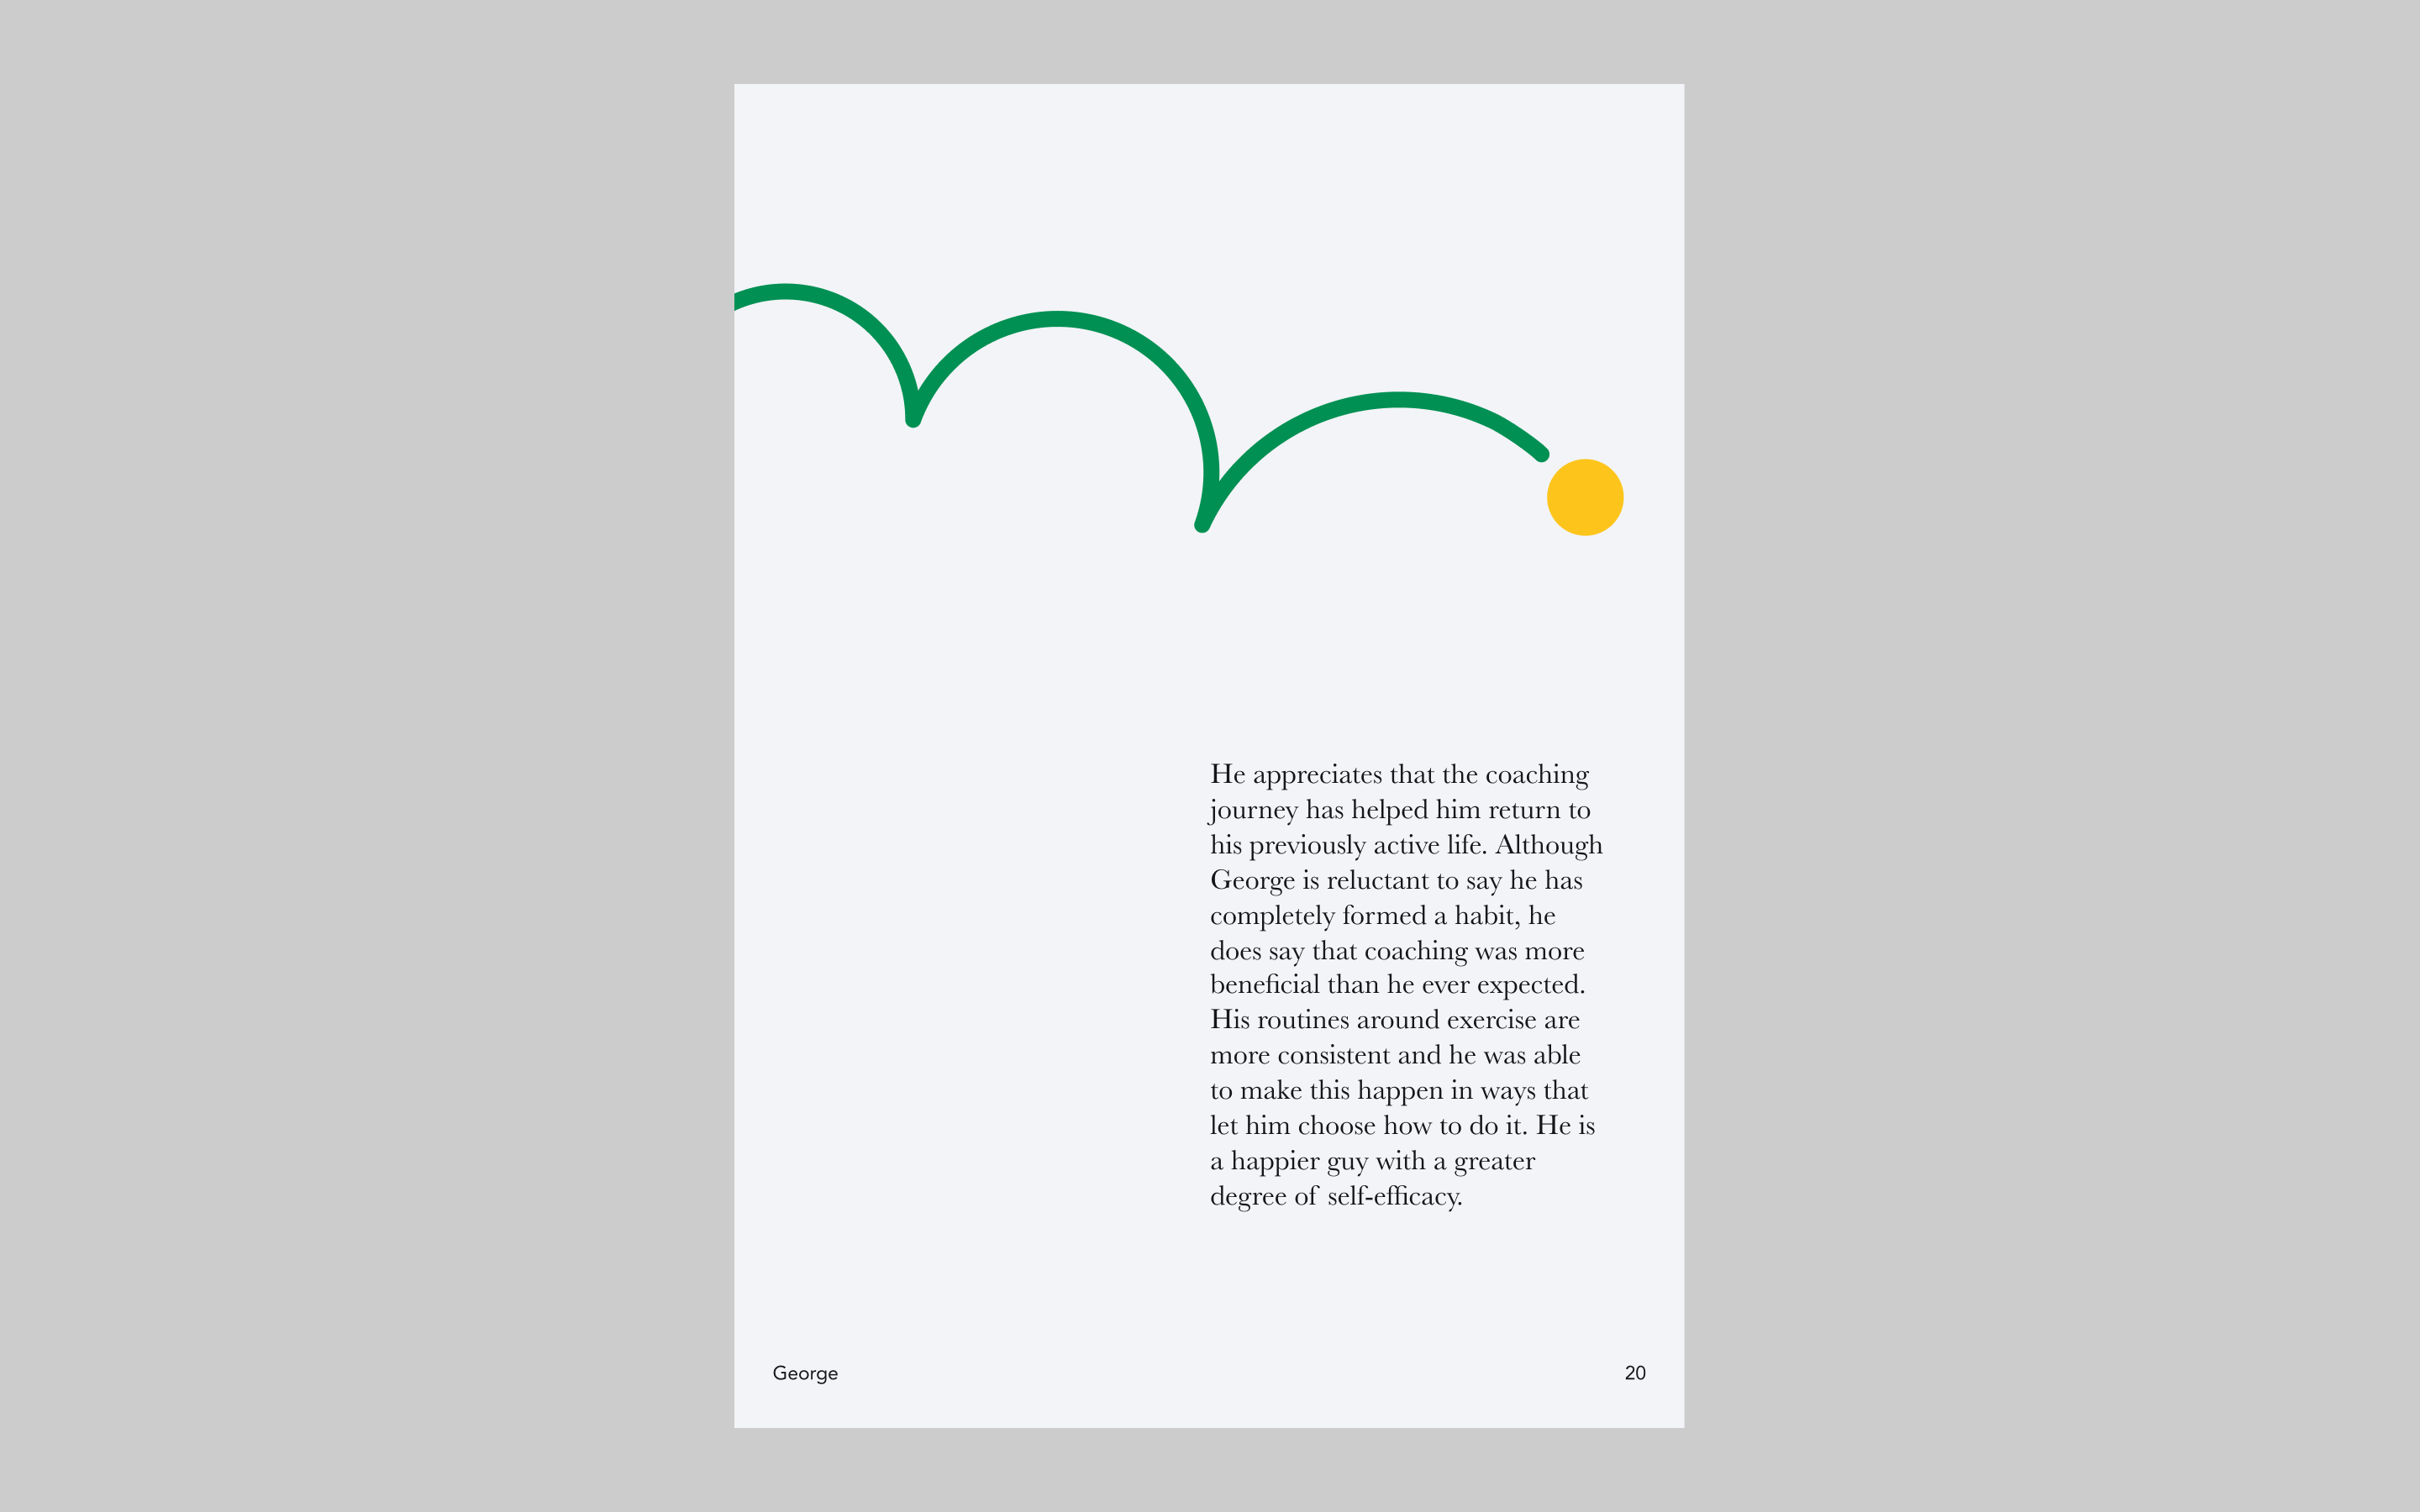 He appreciates that the coaching
journey has helped him return to
his previously active life. Although
George is reluctant to say he has
completely formed a habit, he
does say that coaching was more
beneficial than he ever expected.
His routines around exercise are
more consistent and he was able
to make this happen in ways that
let him choose how to do it. He is
a happier guy with a greater
degree of self-efficacy.
George
20